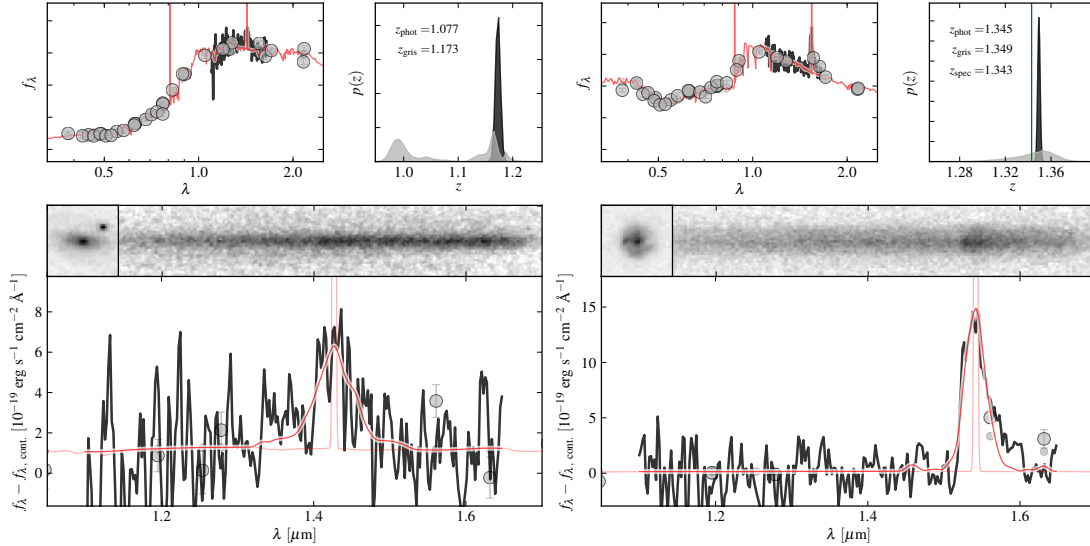 z_phot =1.077
z_gris =1.173
f_λ
p(z)
0.5 1.0 2.0
λ
1.0 1.1 1.2
z
z_phot =1.345
z_gris =1.349
z_spec =1.343
f_λ
p(z)
0.5 1.0 2.0
λ
1.28 1.32 1.36
z
8
6
4
2
0
f_λ − f_λ, cont. [10⁻¹⁹ erg s⁻¹ cm⁻² Å⁻¹]
1.2 1.4 1.6
λ [μm]
15
10
5
0
f_λ − f_λ, cont. [10⁻¹⁹ erg s⁻¹ cm⁻² Å⁻¹]
1.2 1.4 1.6
λ [μm]